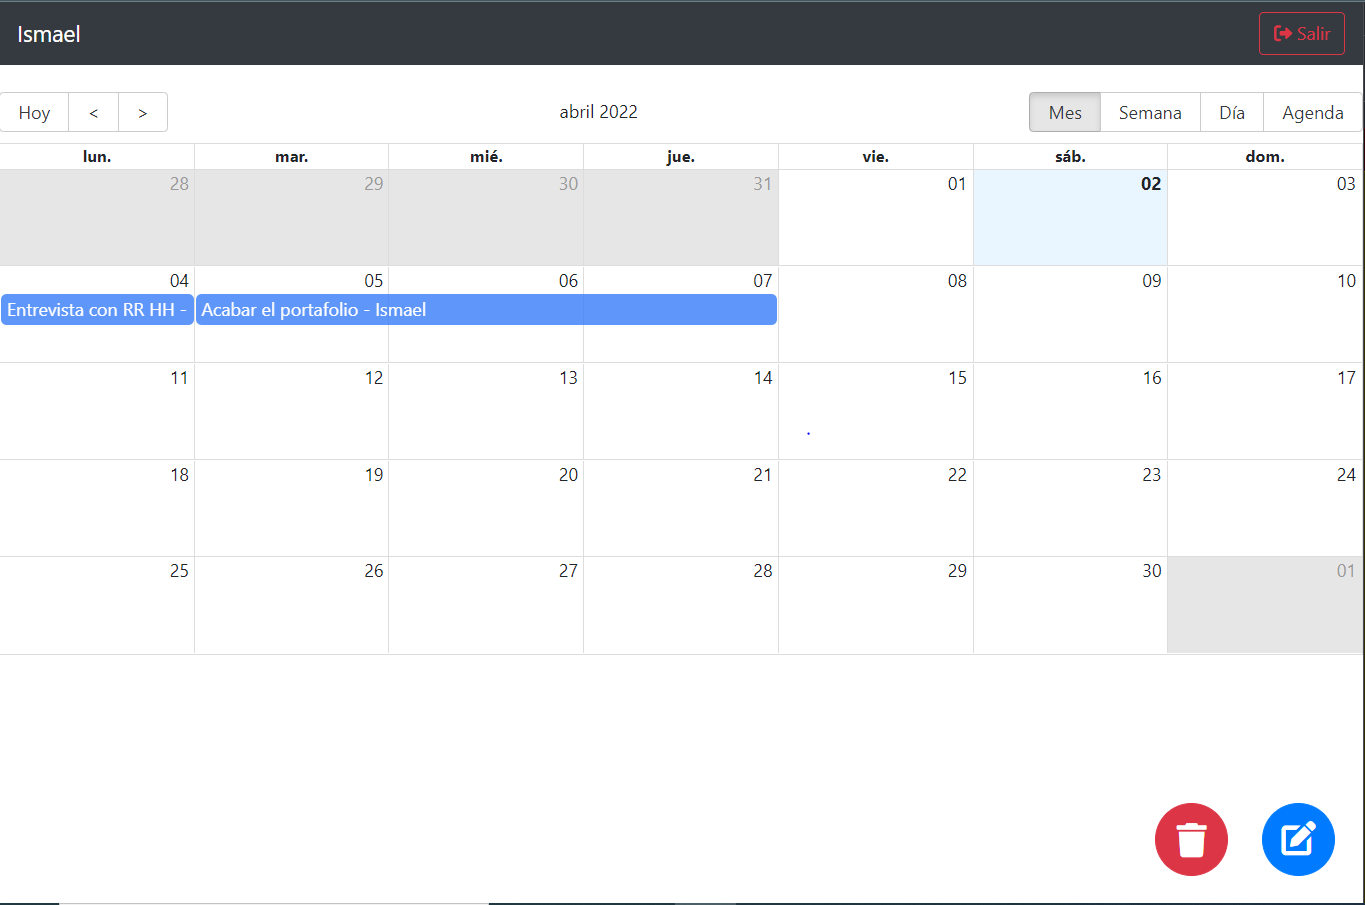 Ismael Salir
Hoy < > abril 2022 Mes Semana Día Agenda
lun. mar. mié. jue. vie. sáb. dom.
28 29 30 31 01 02 03
04 05 06 07 08 09 10
Entrevista con RR HH - Acabar el portafolio - Ismael
11 12 13 14 15 16 17
18 19 20 21 22 23 24
25 26 27 28 29 30 01